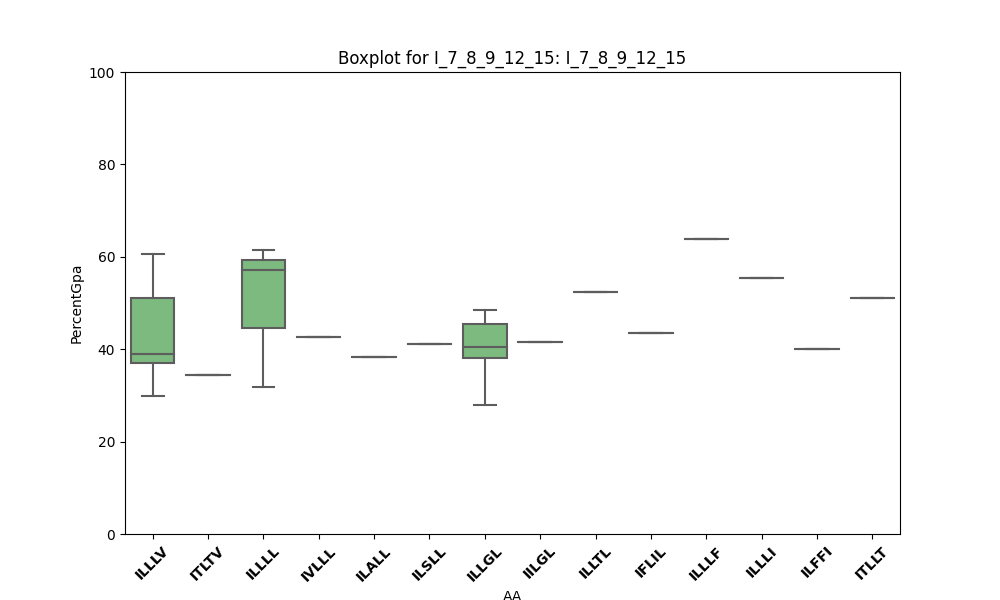 Boxplot for I_7_8_9_12_15: I_7_8_9_12_15
100
80
60
40
20
0
PercentGpa
ILLLV
ITLTV
ILLLL
IVLLL
ILALL
ILSLL
ILLGL
IILGL
ILLTL
IFLIL
ILLLF
ILLLI
ILFFI
ITLLT
AA